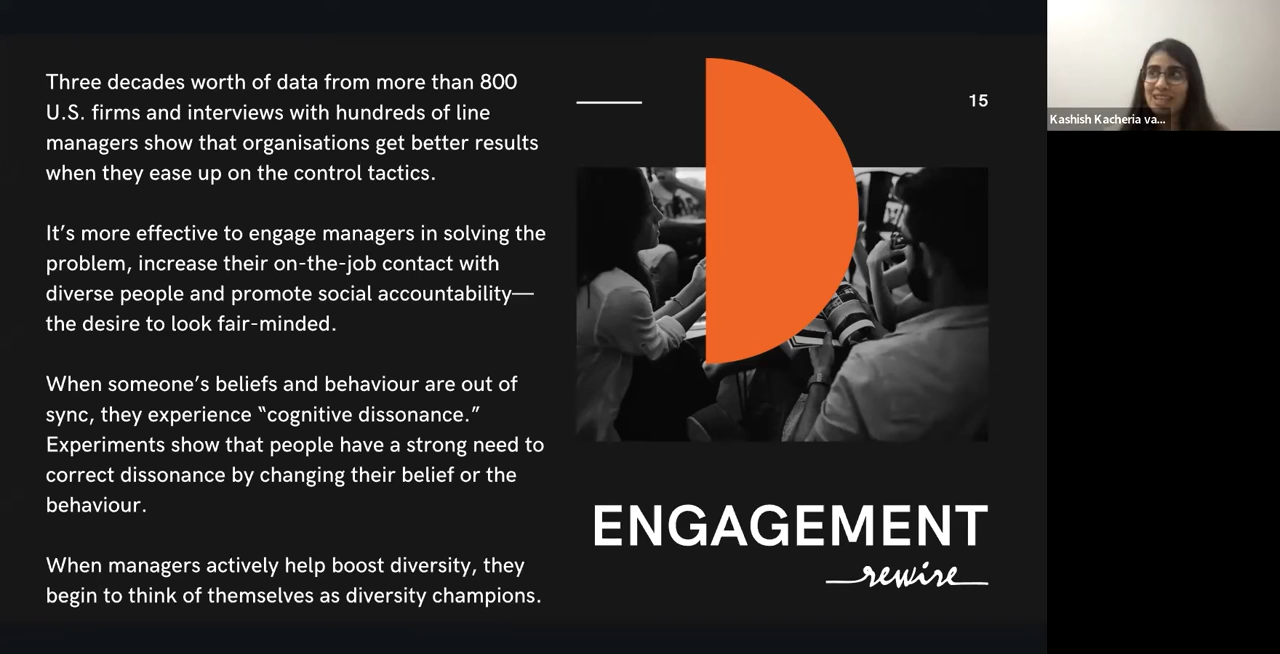 Three decades worth of data from more than 800
U.S. firms and interviews with hundreds of line
managers show that organisations get better results
when they ease up on the control tactics.
It’s more effective to engage managers in solving the
problem, increase their on-the-job contact with
diverse people and promote social accountability—
the desire to look fair-minded.
When someone’s beliefs and behaviour are out of
sync, they experience “cognitive dissonance.”
Experiments show that people have a strong need to
correct dissonance by changing their belief or the
behaviour.
When managers actively help boost diversity, they
begin to think of themselves as diversity champions.
15
ENGAGEMENT
rewire
Kashish Kacheria va...